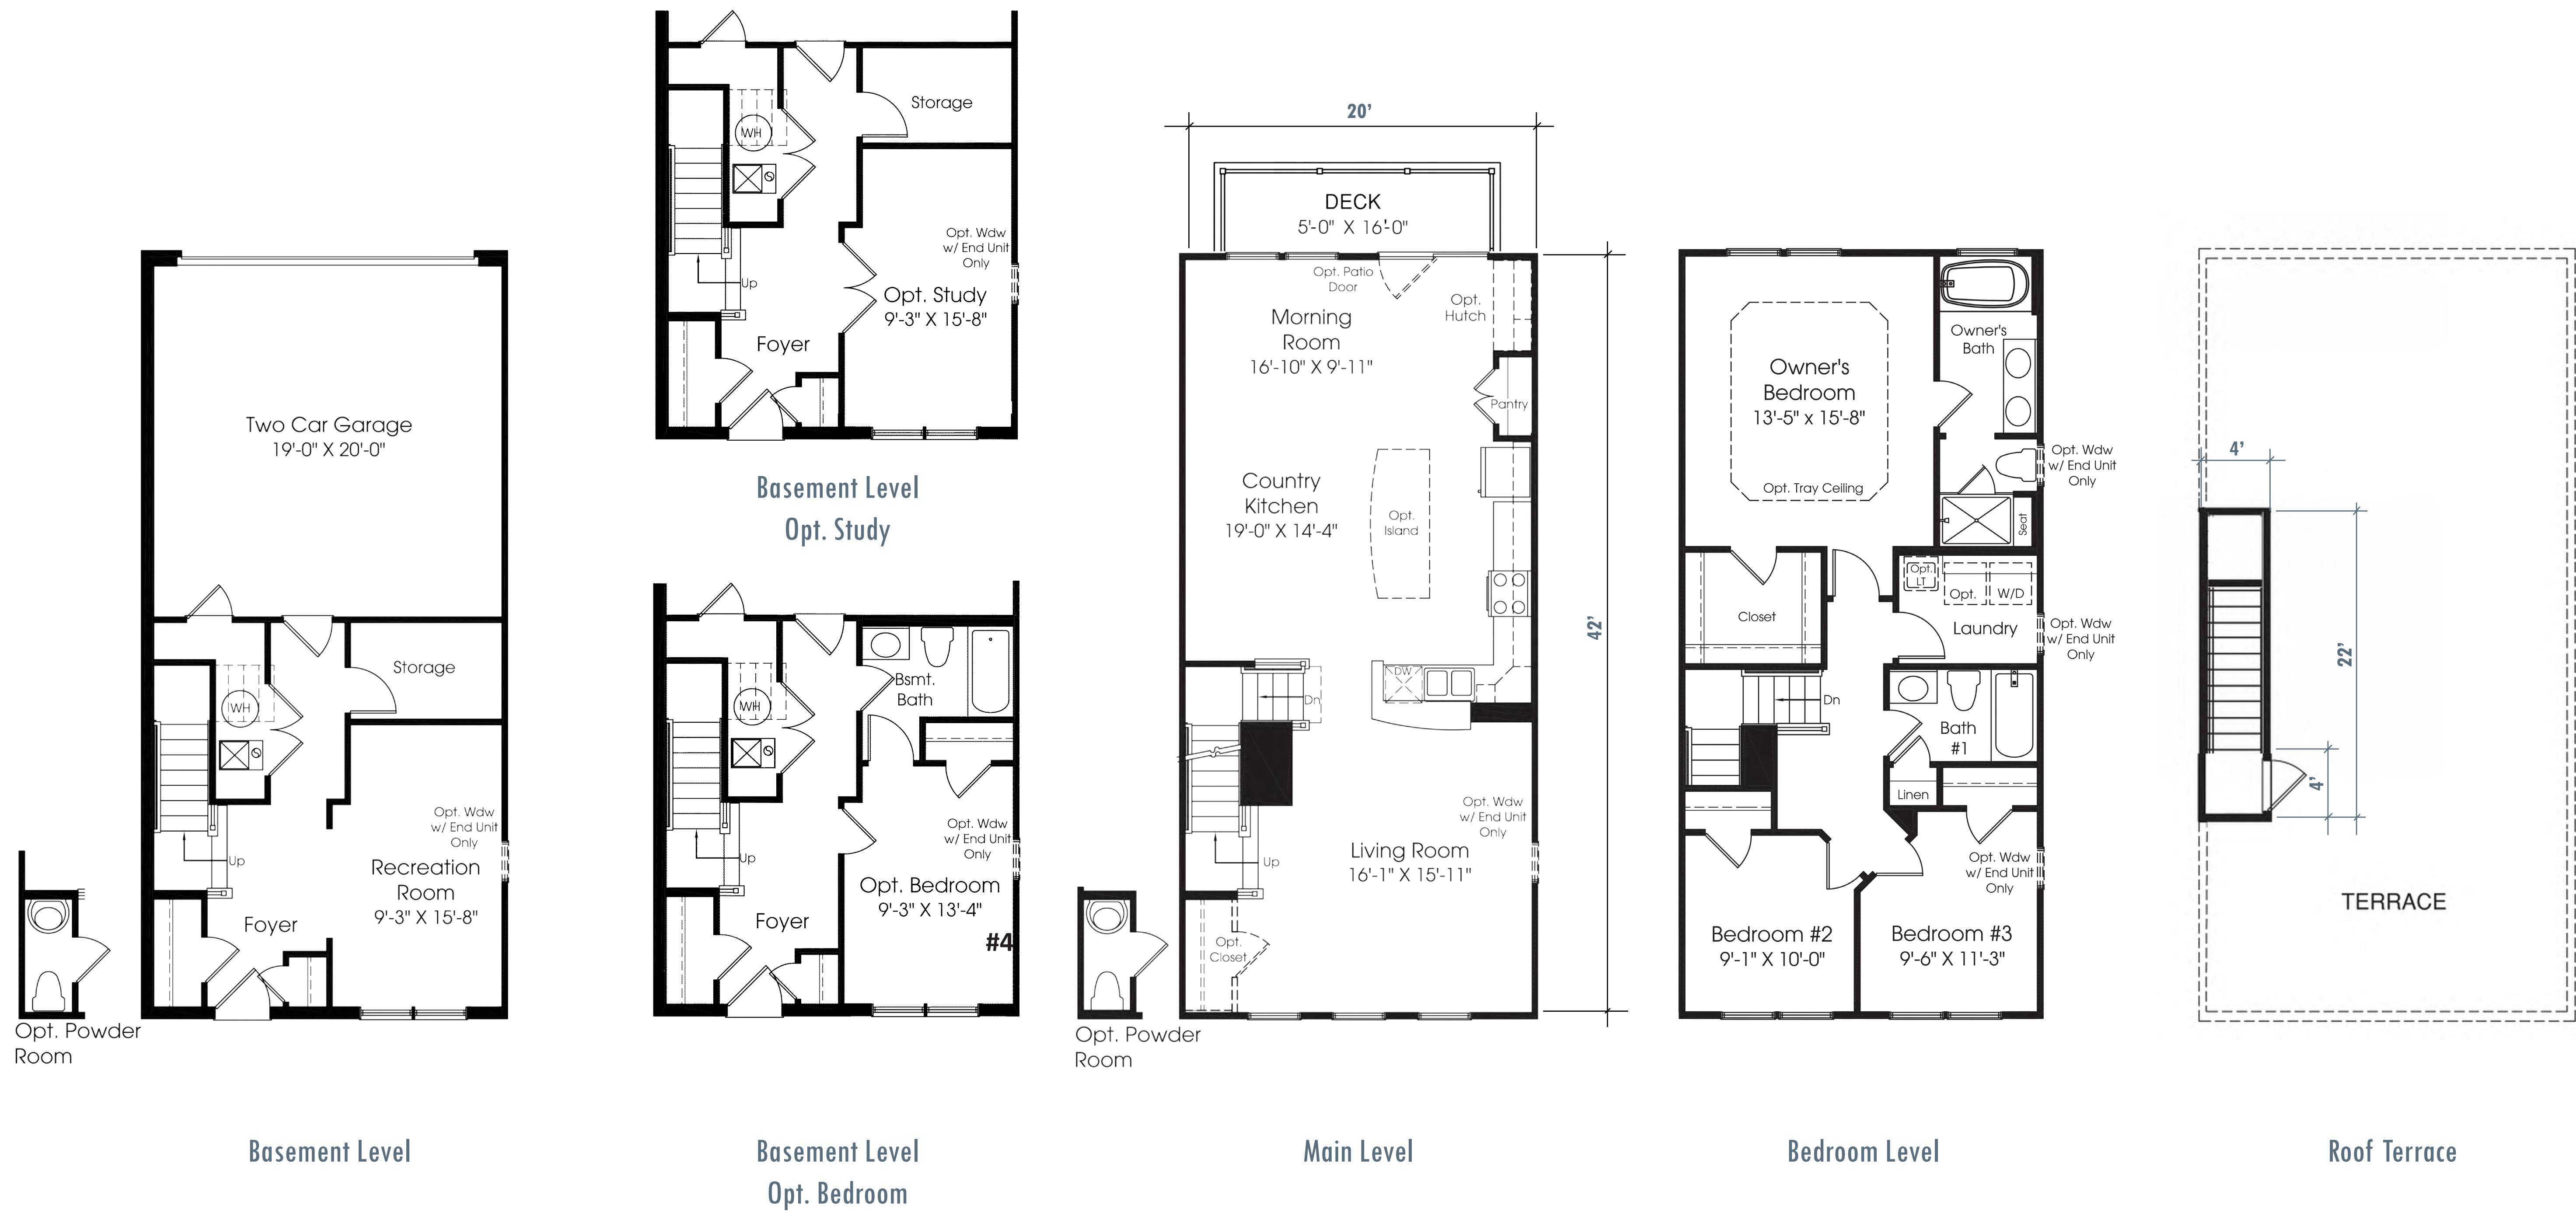 Two Car Garage
19'-0" X 20'-0"
WH
Storage
Up
Opt. Wdw
w/ End Unit
Only
Recreation
Room
9'-3" X 15'-8"
Foyer
Opt. Powder
Room
Basement Level
Storage
WH
Opt. Wdw
w/ End Unit
Only
Up
Opt. Study
9'-3" X 15'-8"
Foyer
Basement Level
Opt. Study
Bsmt.
Bath
WH
Opt. Wdw
w/ End Unit
Only
Up
Opt. Bedroom
9'-3" X 13'-4"
#4
Foyer
Basement Level
Opt. Bedroom
20'
DECK
5'-0" X 16'-0"
Opt. Patio
Door
Opt.
Hutch
Morning
Room
16'-10" X 9'-11"
Pantry
Country
Kitchen
19'-0" X 14'-4"
Opt.
Island
42'
DW
Dn
Opt. Wdw
w/ End Unit
Only
Living Room
16'-1" X 15'-11"
Up
Opt.
Closet
Opt. Powder
Room
Main Level
Owner's
Bath
Owner's
Bedroom
13'-5" x 15'-8"
Opt. Tray Ceiling
Opt. Wdw
w/ End Unit
Only
Seat
Opt.
LT
Opt.
W/D
Closet
Laundry
Opt. Wdw
w/ End Unit
Only
Dn
Bath
#1
Linen
Opt. Wdw
w/ End Unit
Only
Bedroom #2
9'-1" X 10'-0"
Bedroom #3
9'-6" X 11'-3"
Bedroom Level
4'
22'
4'
TERRACE
Roof Terrace